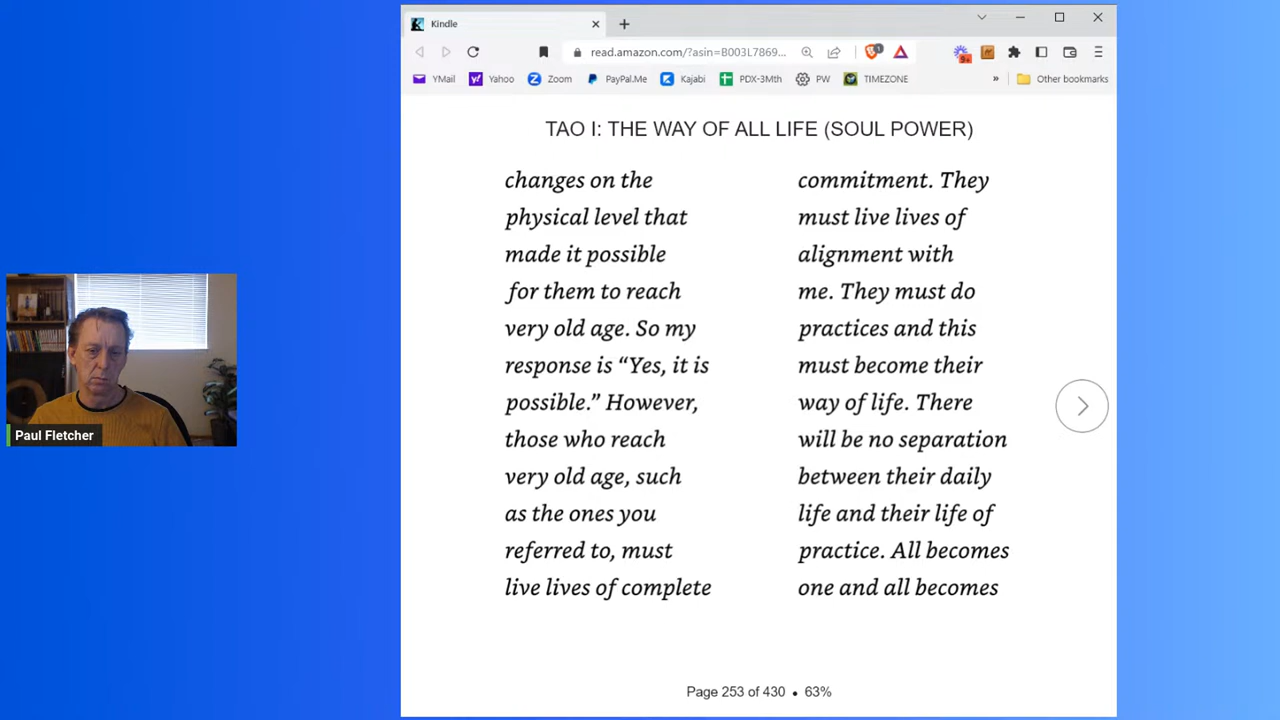 Kindle
read.amazon.com/?asin=B003L7869...
1
9+
YMail
Yahoo
Zoom
PayPal.Me
Kajabi
PDX-3Mth
PW
TIMEZONE
»
Other bookmarks
TAO I: THE WAY OF ALL LIFE (SOUL POWER)
changes on the
physical level that
made it possible
for them to reach
very old age. So my
response is “Yes, it is
possible.” However,
those who reach
very old age, such
as the ones you
referred to, must
live lives of complete
commitment. They
must live lives of
alignment with
me. They must do
practices and this
must become their
way of life. There
will be no separation
between their daily
life and their life of
practice. All becomes
one and all becomes
Page 253 of 430 • 63%
Paul Fletcher